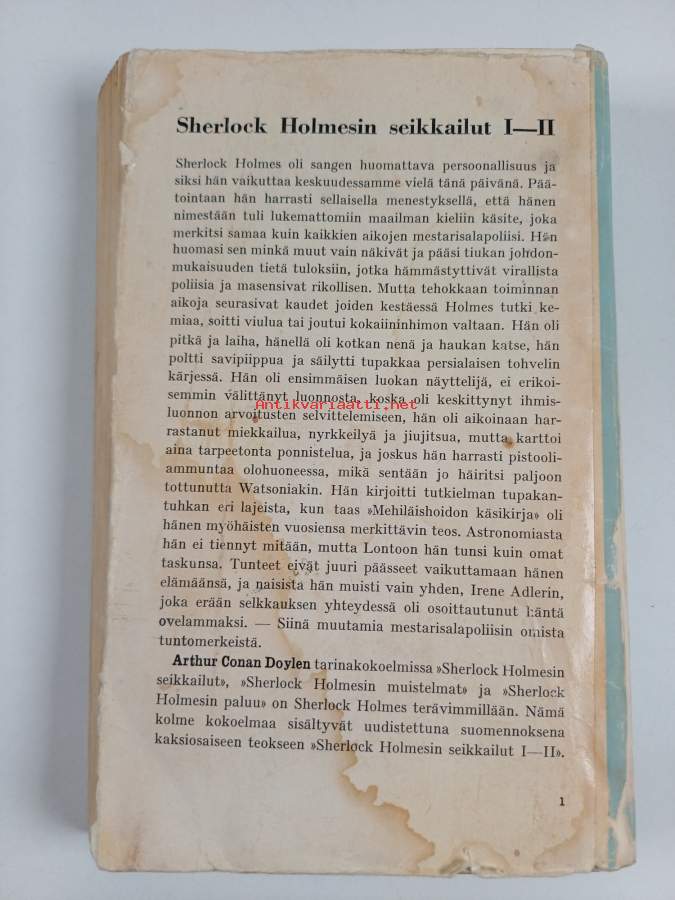 Sherlock Holmesin seikkailut I—II
Sherlock Holmes oli sangen huomattava persoonallisuus ja
siksi hän vaikuttaa keskuudessamme vielä tänä päivänä. Pää-
tointaan hän harrasti sellaisella menestyksellä, että hänen
nimestään tuli lukemattomiin maailman kieliin käsite, joka
merkitsi samaa kuin kaikkien aikojen mestarisalapoliisi. Hän
huomasi sen minkä muut vain näkivät ja pääsi tiukan johdon-
mukaisuuden tietä tuloksiin, jotka hämmästyttivät virallista
poliisia ja masensivat rikollisen. Mutta tehokkaan toiminnan
aikoja seurasivat kaudet joiden kestäessä Holmes tutki ke-
miaa, soitti viulua tai joutui kokaiininhimon valtaan. Hän oli
pitkä ja laiha, hänellä oli kotkan nenä ja haukan katse, hän
poltti savipiippua ja säilytti tupakkaa persialaisen tohvelin
kärjessä. Hän oli ensimmäisen luokan näyttelijä, ei erikoi-
semmin välittänyt luonnosta, koska oli keskittynyt ihmis-
Antikvariaatti.net
luonnon arvoitusten selvittelemiseen, hän oli aikoinaan har-
rastanut miekkailua, nyrkkeilyä ja jiujitsua, mutta karttoi
aina tarpeetonta ponnistelua, ja joskus hän harrasti pistooli-
ammuntaa olohuoneessa, mikä sentään jo häiritsi paljoon
tottunutta Watsoniakin. Hän kirjoitti tutkielman tupakan-
tuhkan eri lajeista, kun taas »Mehiläishoidon käsikirja» oli
hänen myöhäisten vuosiensa merkittävin teos. Astronomiasta
hän ei tiennyt mitään, mutta Lontoon hän tunsi kuin omat
taskunsa. Tunteet eivät juuri päässeet vaikuttamaan hänen
elämäänsä, ja naisista hän muisti vain yhden, Irene Adlerin,
joka erään selkkauksen yhteydessä oli osoittautunut häntä
ovelammaksi. — Siinä muutamia mestarisalapoliisin omista
tuntomerkeistä.
Arthur Conan Doylen tarinakokoelmissa »Sherlock Holmesin
seikkailut», »Sherlock Holmesin muistelmat» ja »Sherlock
Holmesin paluu» on Sherlock Holmes terävimmillään. Nämä
kolme kokoelmaa sisältyvät uudistettuna suomennoksena
kaksiosaiseen teokseen »Sherlock Holmesin seikkailut I—II».
1